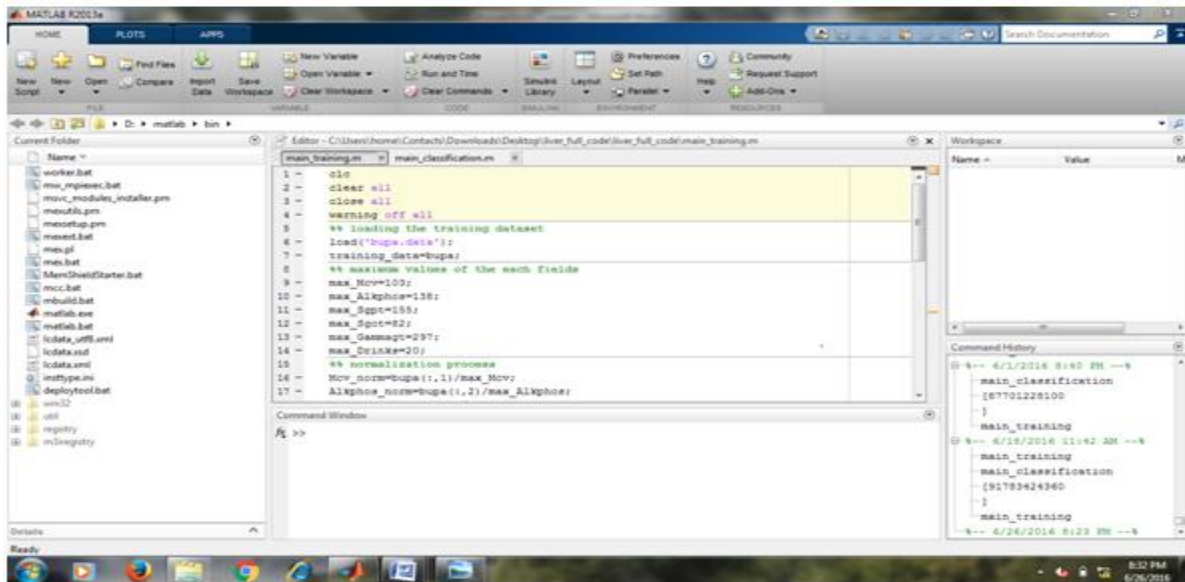 MATLAB R2013a
HOME PLOTS APPS
Search Documentation
New Script
New
Open
Find Files
Compare
Import Data
Save Workspace
New Variable
Open Variable
Clear Workspace
Analyze Code
Run and Time
Clear Commands
Simulink Library
Layout
Preferences
Set Path
Parallel
Help
Community
Request Support
Add-Ons
FILE VARIABLE CODE SIMULINK ENVIRONMENT RESOURCES
D: ▸ matlab ▸ bin ▸
Current Folder
Name
worker.bat
mw_mpiexec.bat
msvc_modules_installer.pm
mexutils.pm
mexsetup.pm
mexext.bat
mex.pl
mex.bat
MemShieldStarter.bat
mcc.bat
mbuild.bat
matlab.exe
matlab.bat
lcdata_utf8.xml
lcdata.xsd
lcdata.xml
insttype.ini
deploytool.bat
win32
util
registry
m3iregistry
Details
Editor - C:\Users\home\Contacts\Downloads\Desktop\liver_full_code\liver_full_code\main_training.m
main_training.m main_classification.m
1 - clc
2 - clear all
3 - close all
4 - warning off all
5 %% loading the training dataset
6 - load('bupa.data');
7 - training_data=bupa;
8 %% maximum values of the each fields
9 - max_Mcv=103;
10 - max_Alkphos=138;
11 - max_Sgpt=155;
12 - max_Sgot=82;
13 - max_Gammagt=297;
14 - max_Drinks=20;
15 %% normalization process
16 - Mcv_norm=bupa(:,1)/max_Mcv;
17 - Alkphos_norm=bupa(:,2)/max_Alkphos;
Command Window
fx >>
Workspace
Name Value M
Command History
%-- 6/1/2016 8:40 PM --%
main_classification
[87701228100
]
main_training
%-- 6/18/2016 11:42 AM --%
main_training
main_classification
[91783424360
]
main_training
%-- 6/26/2016 8:23 PM --%
Ready
8:32 PM
6/26/2016